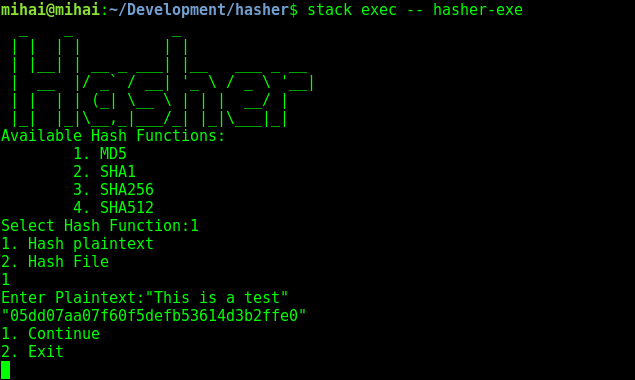 mihai@mihai:~/Development/hasher$ stack exec -- hasher-exe
Hasher
Available Hash Functions:
1. MD5
2. SHA1
3. SHA256
4. SHA512
Select Hash Function:1
1. Hash plaintext
2. Hash File
1
Enter Plaintext:"This is a test"
"05dd07aa07f60f5defb53614d3b2ffe0"
1. Continue
2. Exit